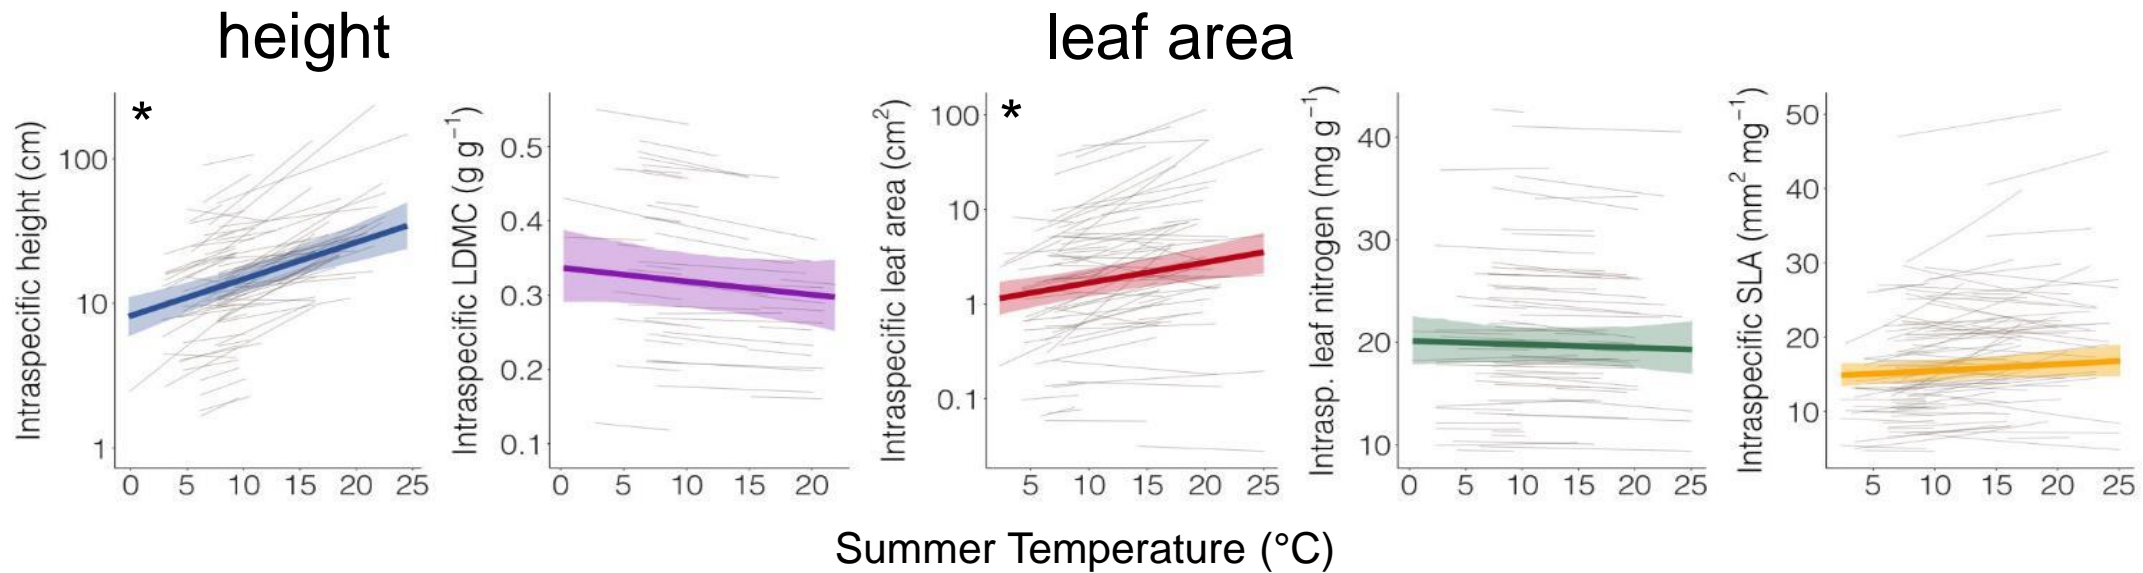 height
leaf area
*
Intraspecific height (cm)
100
10
1
0 5 10 15 20 25
Intraspecific LDMC (g g⁻¹)
0.5
0.4
0.3
0.2
0.1
0 5 10 15 20
*
Intraspecific leaf area (cm²)
100
10
1
0.1
5 10 15 20 25
Intrasp. leaf nitrogen (mg g⁻¹)
40
30
20
10
0 5 10 15 20 25
Intraspecific SLA (mm² mg⁻¹)
50
40
30
20
10
5 10 15 20 25
Summer Temperature (°C)